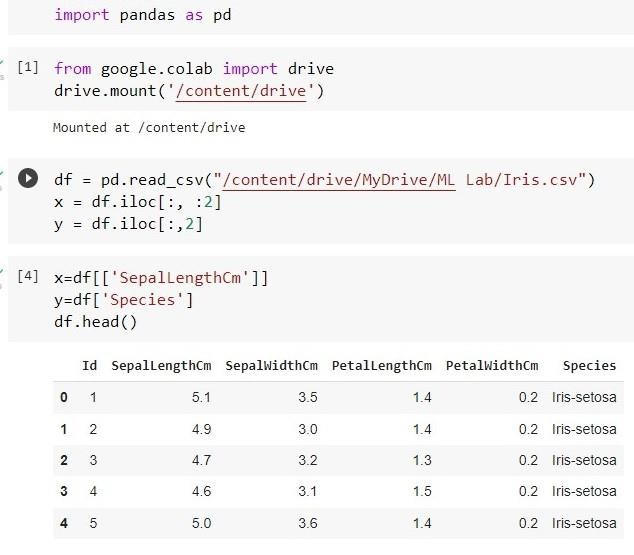 import pandas as pd
[1] from google.colab import drive
drive.mount('/content/drive')
Mounted at /content/drive
df = pd.read_csv("/content/drive/MyDrive/ML Lab/Iris.csv")
x = df.iloc[:, :2]
y = df.iloc[:,2]
[4] x=df[['SepalLengthCm']]
y=df['Species']
df.head()
Id SepalLengthCm SepalWidthCm PetalLengthCm PetalWidthCm Species
0 1 5.1 3.5 1.4 0.2 Iris-setosa
1 2 4.9 3.0 1.4 0.2 Iris-setosa
2 3 4.7 3.2 1.3 0.2 Iris-setosa
3 4 4.6 3.1 1.5 0.2 Iris-setosa
4 5 5.0 3.6 1.4 0.2 Iris-setosa